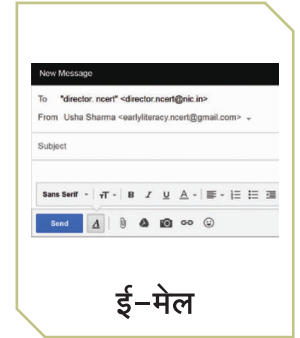 New Message
To "director. ncert" <director.ncert@nic.in>
From Usha Sharma <earlyliteracy.ncert@gmail.com>
Subject
Sans Serif
B I U A
Send A
ई-मेल